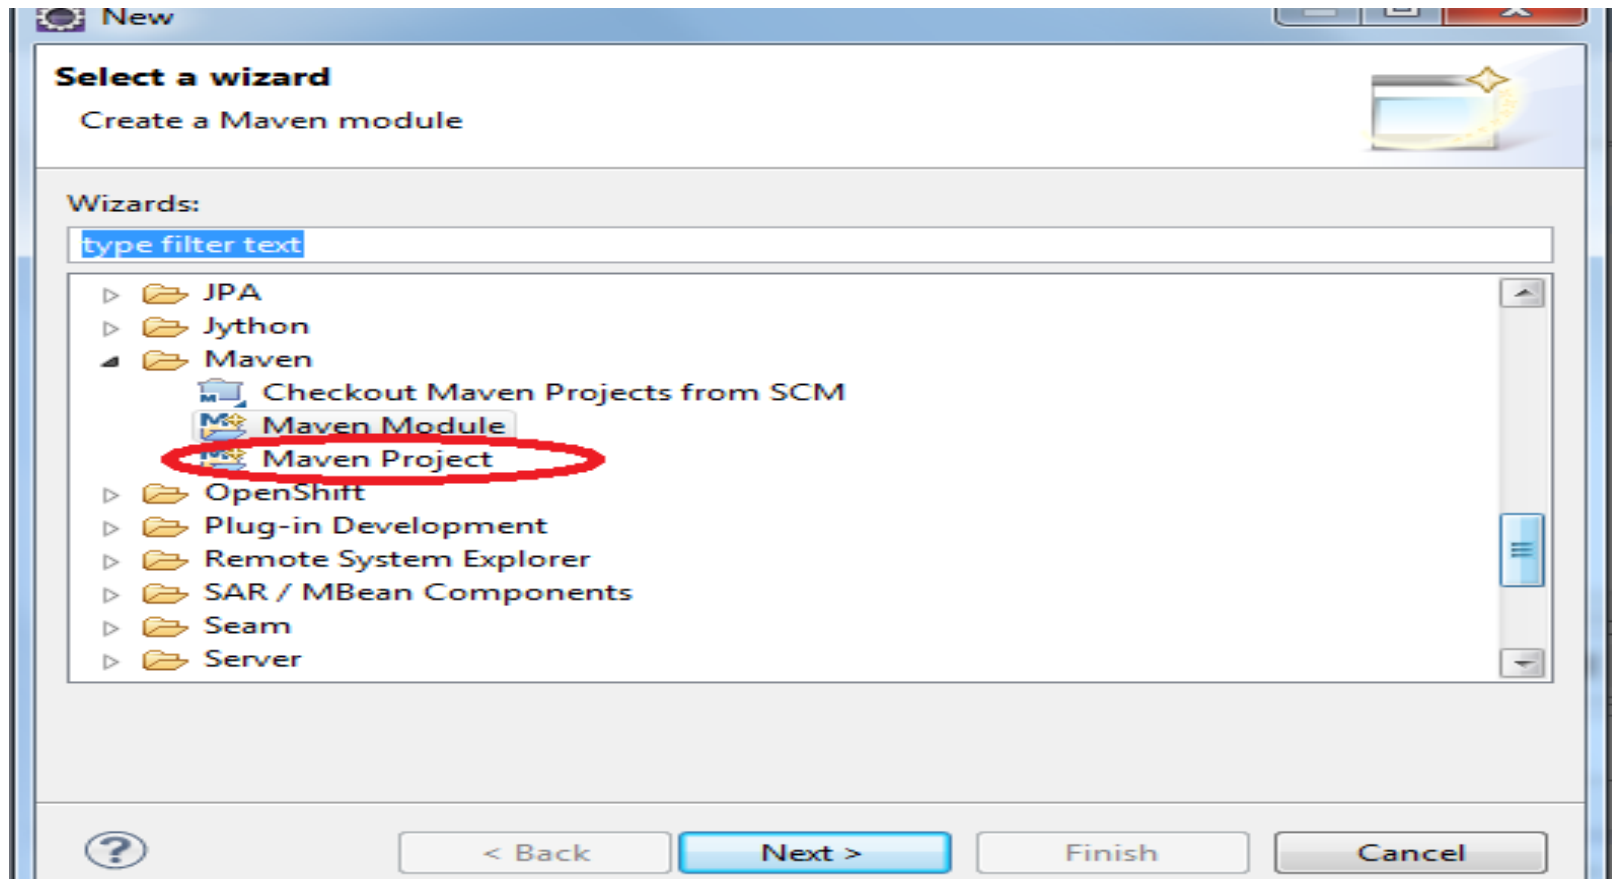 New
Select a wizard
Create a Maven module
Wizards:
type filter text
JPA
Jython
Maven
Checkout Maven Projects from SCM
Maven Module
Maven Project
OpenShift
Plug-in Development
Remote System Explorer
SAR / MBean Components
Seam
Server
? < Back Next > Finish Cancel